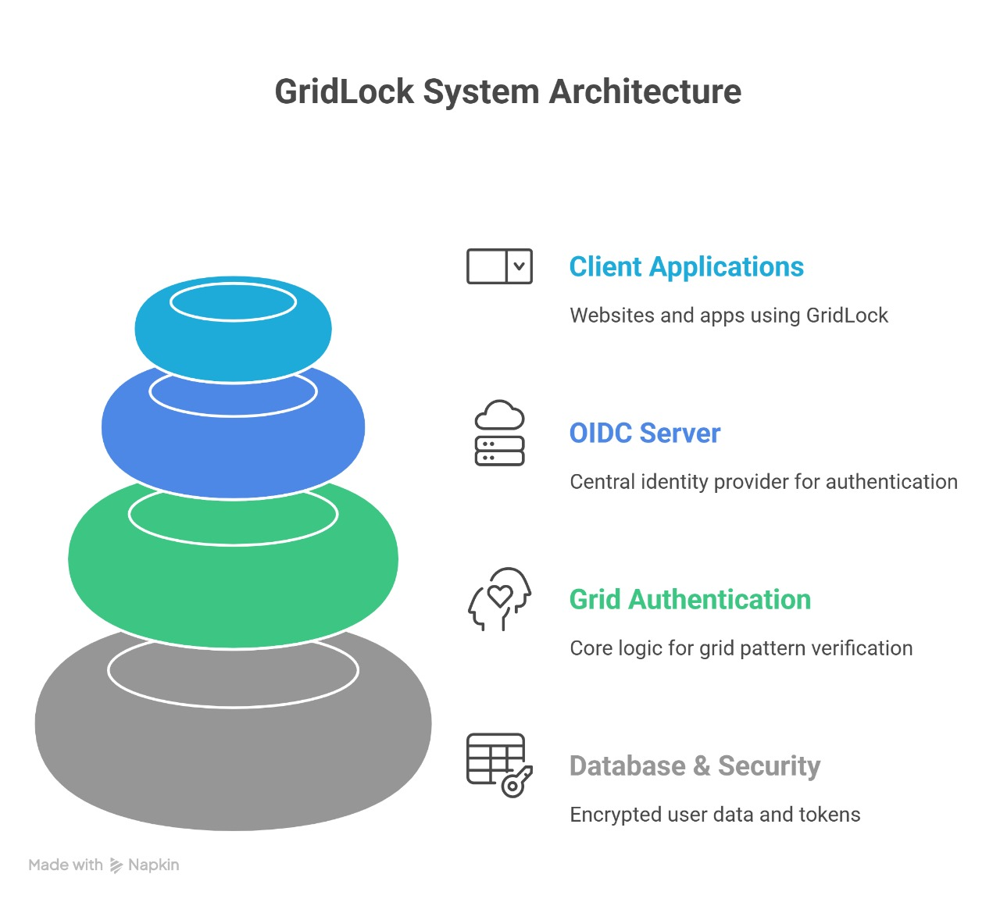 GridLock System Architecture
Client Applications
Websites and apps using GridLock
OIDC Server
Central identity provider for authentication
Grid Authentication
Core logic for grid pattern verification
Database & Security
Encrypted user data and tokens
Made with Napkin